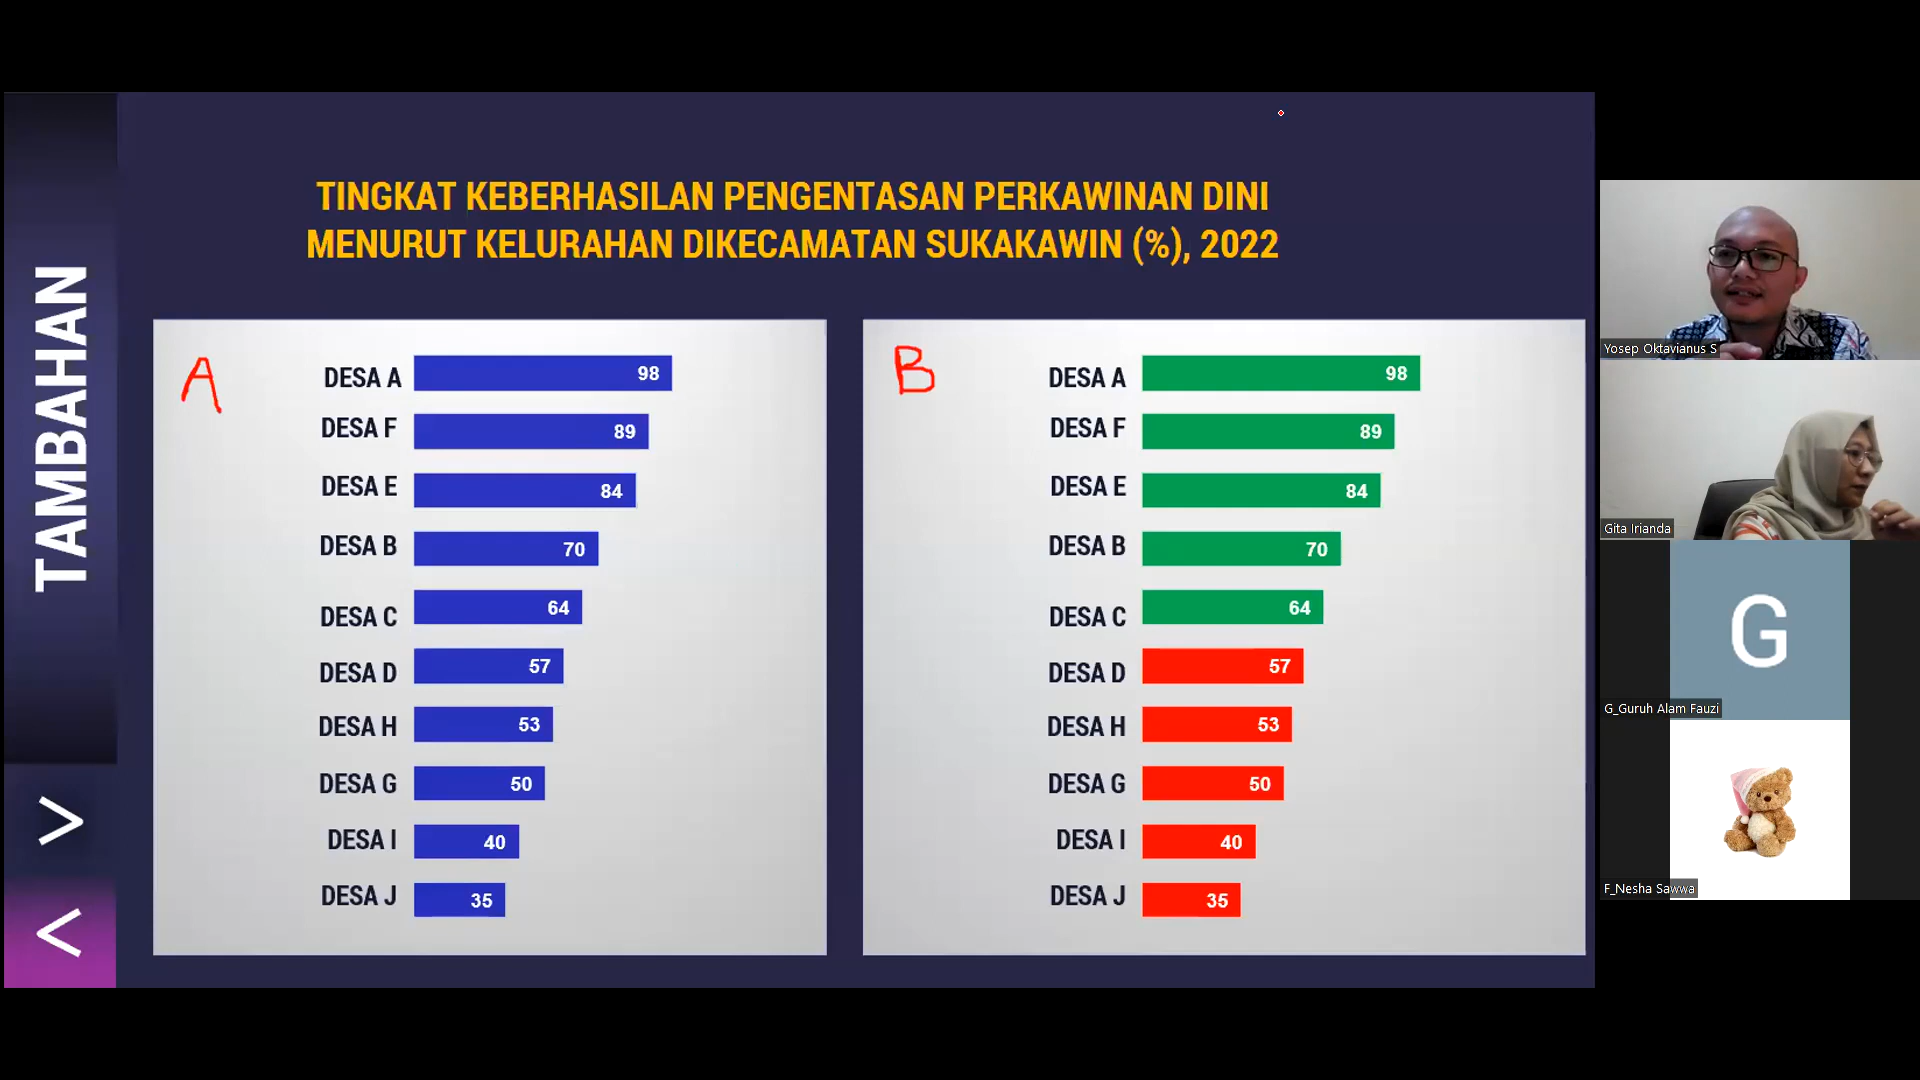 TAMBAHAN
TINGKAT KEBERHASILAN PENGENTASAN PERKAWINAN DINI
MENURUT KELURAHAN DIKECAMATAN SUKAKAWIN (%), 2022
A
DESA A 98
DESA F 89
DESA E 84
DESA B 70
DESA C 64
DESA D 57
DESA H 53
DESA G 50
DESA I 40
DESA J 35
B
DESA A 98
DESA F 89
DESA E 84
DESA B 70
DESA C 64
DESA D 57
DESA H 53
DESA G 50
DESA I 40
DESA J 35
Yosep Oktavianus S
Gita Irianda
G
G_Guruh Alam Fauzi
F_Nesha Sawwa